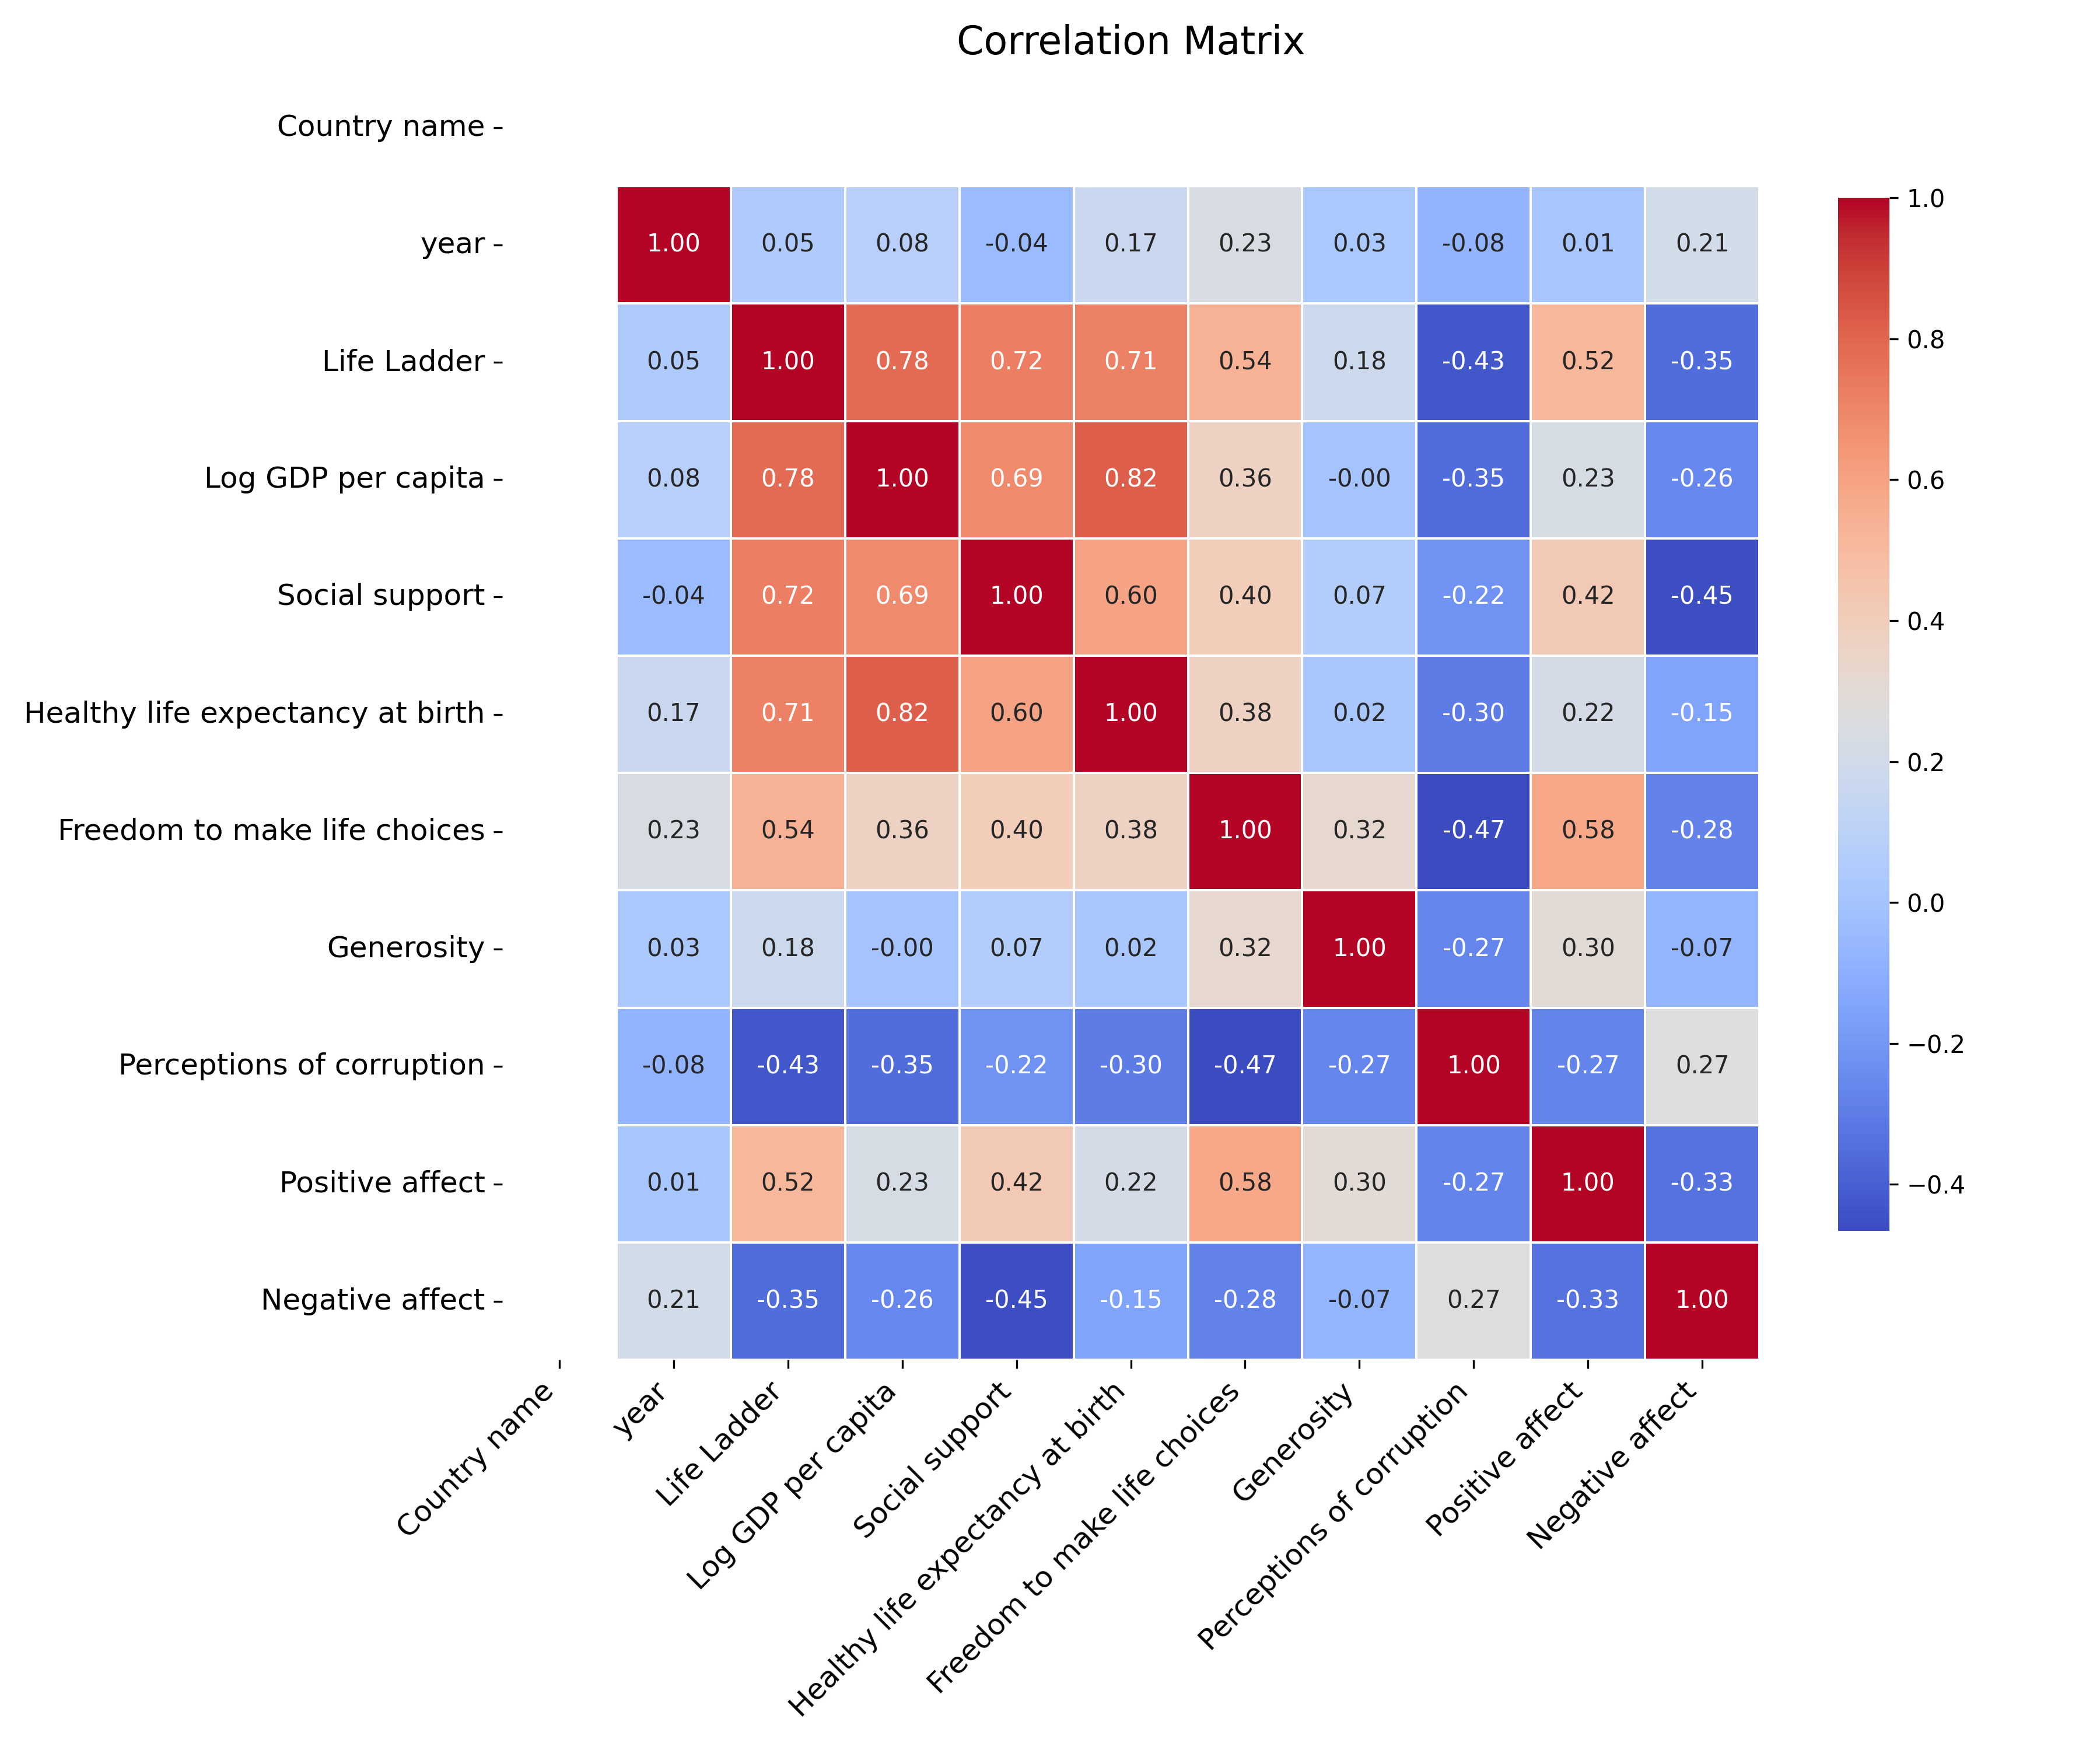 Correlation Matrix
Country name
year 1.00 0.05 0.08 -0.04 0.17 0.23 0.03 -0.08 0.01 0.21
Life Ladder 0.05 1.00 0.78 0.72 0.71 0.54 0.18 -0.43 0.52 -0.35
Log GDP per capita 0.08 0.78 1.00 0.69 0.82 0.36 -0.00 -0.35 0.23 -0.26
Social support -0.04 0.72 0.69 1.00 0.60 0.40 0.07 -0.22 0.42 -0.45
Healthy life expectancy at birth 0.17 0.71 0.82 0.60 1.00 0.38 0.02 -0.30 0.22 -0.15
Freedom to make life choices 0.23 0.54 0.36 0.40 0.38 1.00 0.32 -0.47 0.58 -0.28
Generosity 0.03 0.18 -0.00 0.07 0.02 0.32 1.00 -0.27 0.30 -0.07
Perceptions of corruption -0.08 -0.43 -0.35 -0.22 -0.30 -0.47 -0.27 1.00 -0.27 0.27
Positive affect 0.01 0.52 0.23 0.42 0.22 0.58 0.30 -0.27 1.00 -0.33
Negative affect 0.21 -0.35 -0.26 -0.45 -0.15 -0.28 -0.07 0.27 -0.33 1.00
Country name
year
Life Ladder
Log GDP per capita
Social support
Healthy life expectancy at birth
Freedom to make life choices
Generosity
Perceptions of corruption
Positive affect
Negative affect
1.0
0.8
0.6
0.4
0.2
0.0
−0.2
−0.4